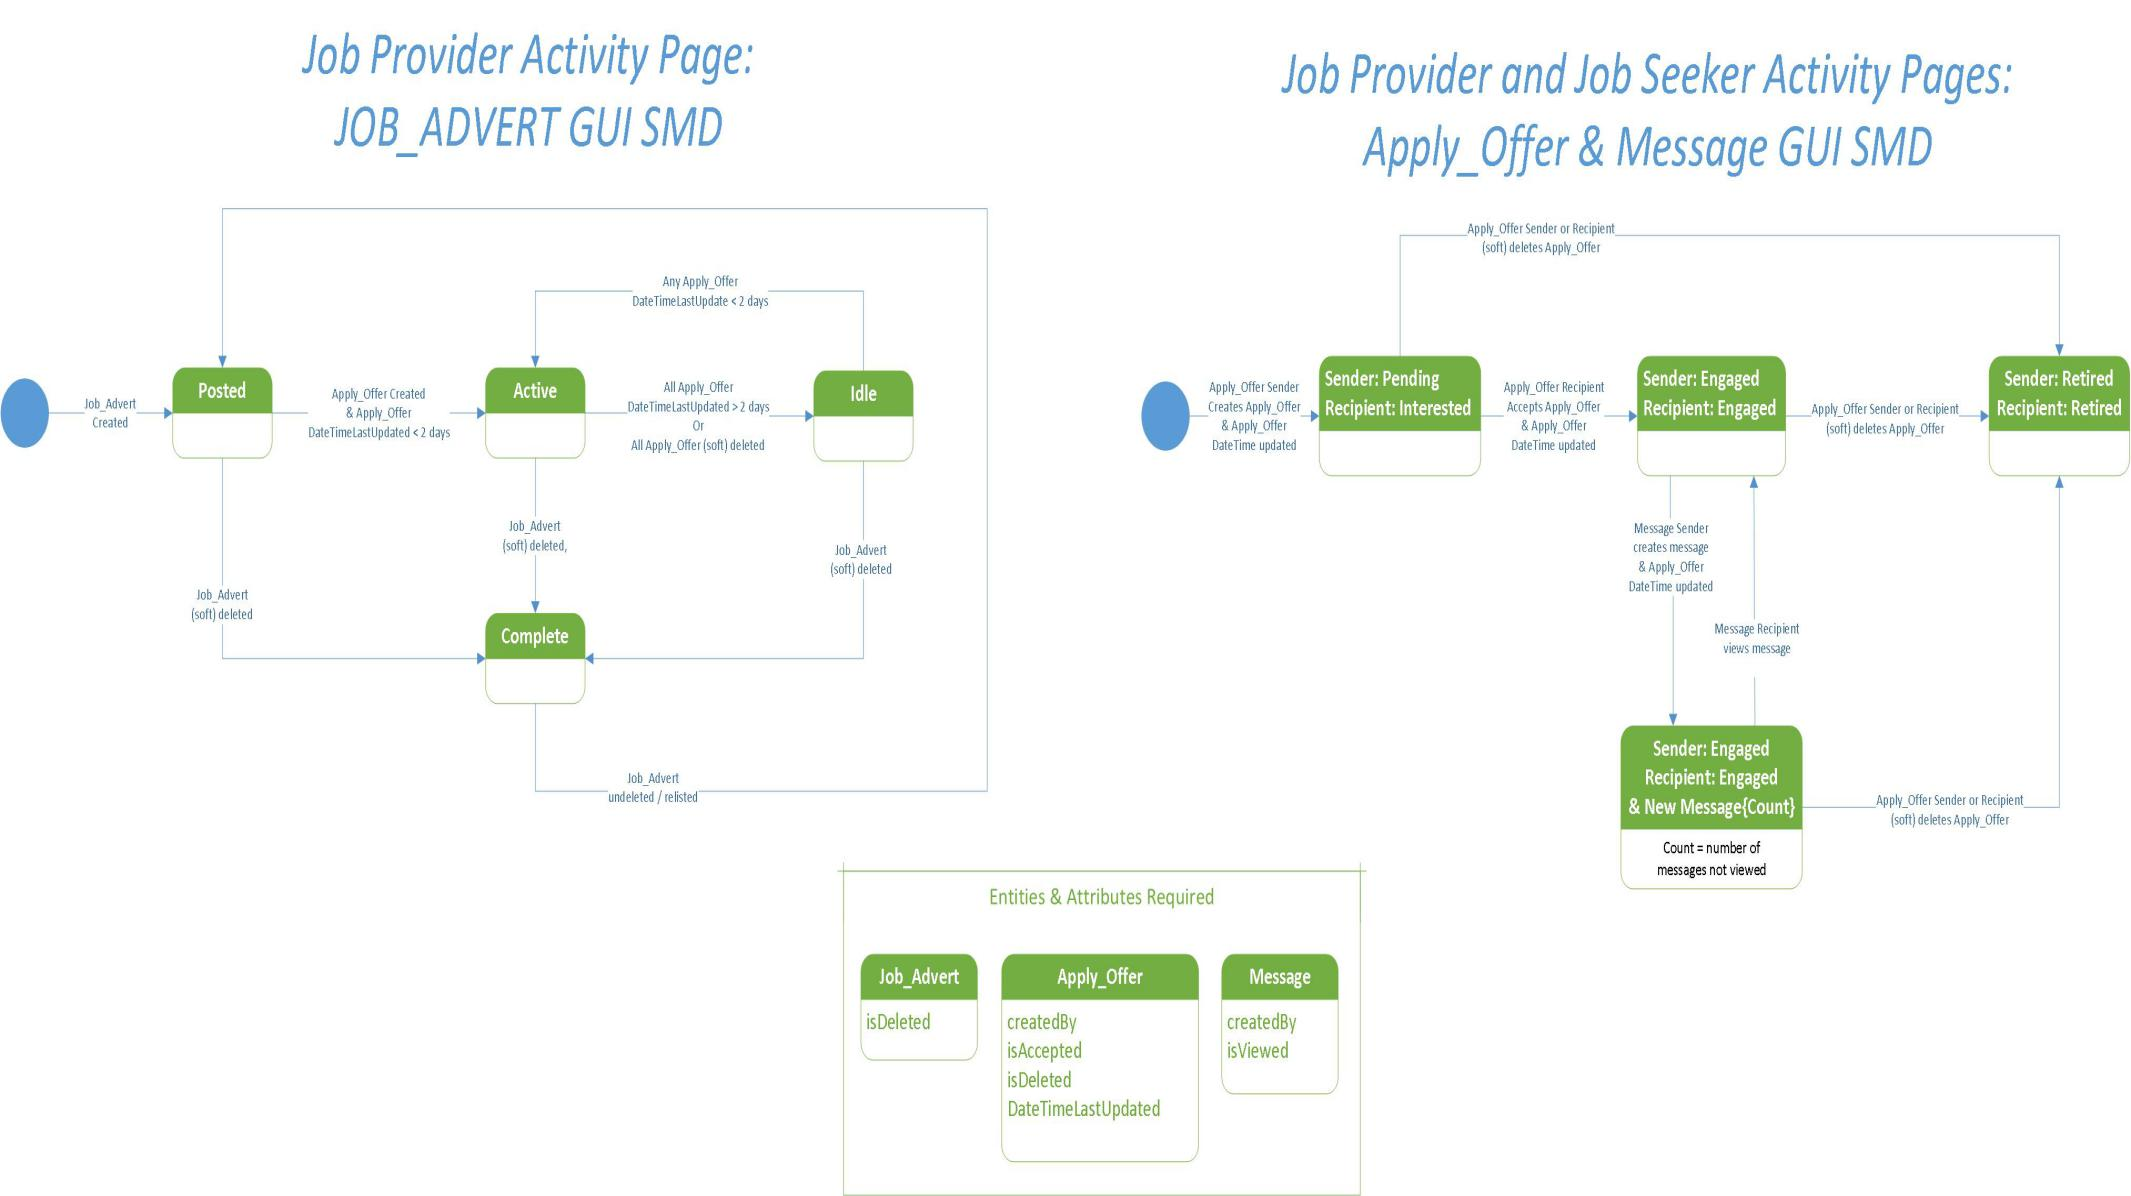 Job Provider Activity Page:
JOB_ADVERT GUI SMD
Job_Advert
Created
Posted
Apply_Offer Created
& Apply_Offer
DateTimeLastUpdated < 2 days
Active
Any Apply_Offer
DateTimeLastUpdate < 2 days
All Apply_Offer
DateTimeLastUpdated > 2 days
Or
All Apply_Offer (soft) deleted
Idle
Job_Advert
(soft) deleted
Job_Advert
(soft) deleted,
Job_Advert
(soft) deleted
Complete
Job_Advert
undeleted / relisted
Job Provider and Job Seeker Activity Pages:
Apply_Offer & Message GUI SMD
Apply_Offer Sender or Recipient
(soft) deletes Apply_Offer
Apply_Offer Sender
Creates Apply_Offer
& Apply_Offer
DateTime updated
Sender: Pending
Recipient: Interested
Apply_Offer Recipient
Accepts Apply_Offer
& Apply_Offer
DateTime updated
Sender: Engaged
Recipient: Engaged
Apply_Offer Sender or Recipient
(soft) deletes Apply_Offer
Sender: Retired
Recipient: Retired
Message Sender
creates message
& Apply_Offer
DateTime updated
Message Recipient
views message
Sender: Engaged
Recipient: Engaged
& New Message{Count}
Count = number of
messages not viewed
Apply_Offer Sender or Recipient
(soft) deletes Apply_Offer
Entities & Attributes Required
Job_Advert
isDeleted
Apply_Offer
createdBy
isAccepted
isDeleted
DateTimeLastUpdated
Message
createdBy
isViewed